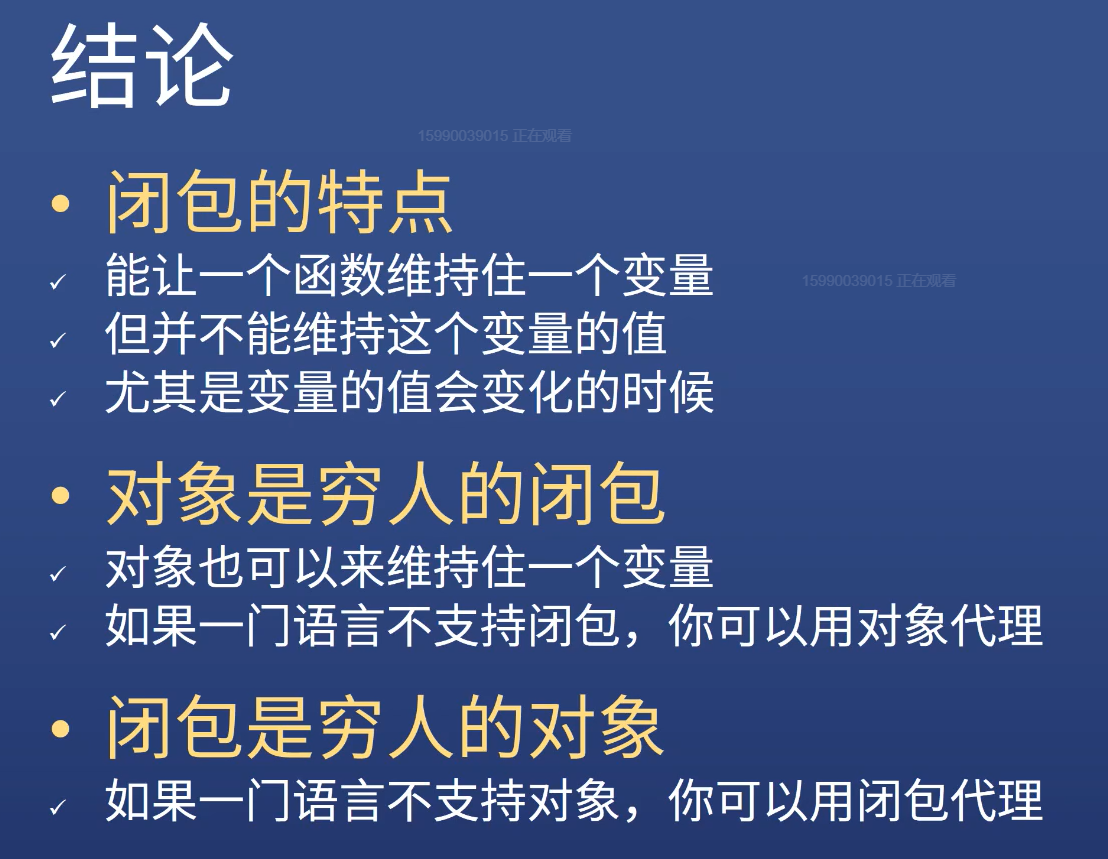 结论
15990039015 正在观看
• 闭包的特点
✓ 能让一个函数维持住一个变量
15990039015 正在观看
✓ 但并不能维持这个变量的值
✓ 尤其是变量的值会变化的时候
• 对象是穷人的闭包
✓ 对象也可以来维持住一个变量
✓ 如果一门语言不支持闭包，你可以用对象代理
• 闭包是穷人的对象
✓ 如果一门语言不支持对象，你可以用闭包代理